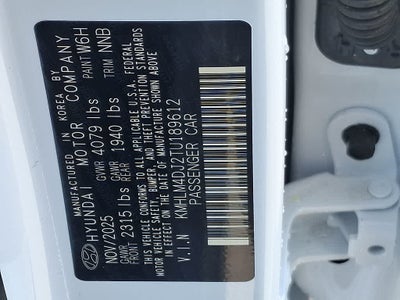 MANUFACTURED IN KOREA BY
HYUNDAI MOTOR COMPANY
NOV/2025 GVWR 4079 lbs PAINT W6H
GAWR FRONT 2315 lbs GAWR REAR 1940 lbs TRIM NNB
THIS VEHICLE CONFORMS TO ALL APPLICABLE U.S.A. FEDERAL
MOTOR VEHICLE SAFETY, BUMPER, AND THEFT PREVENTION STANDARDS
IN EFFECT ON THE DATE OF MANUFACTURE SHOWN ABOVE
V.I.N KMHLM4DJ2TU189612
PASSENGER CAR